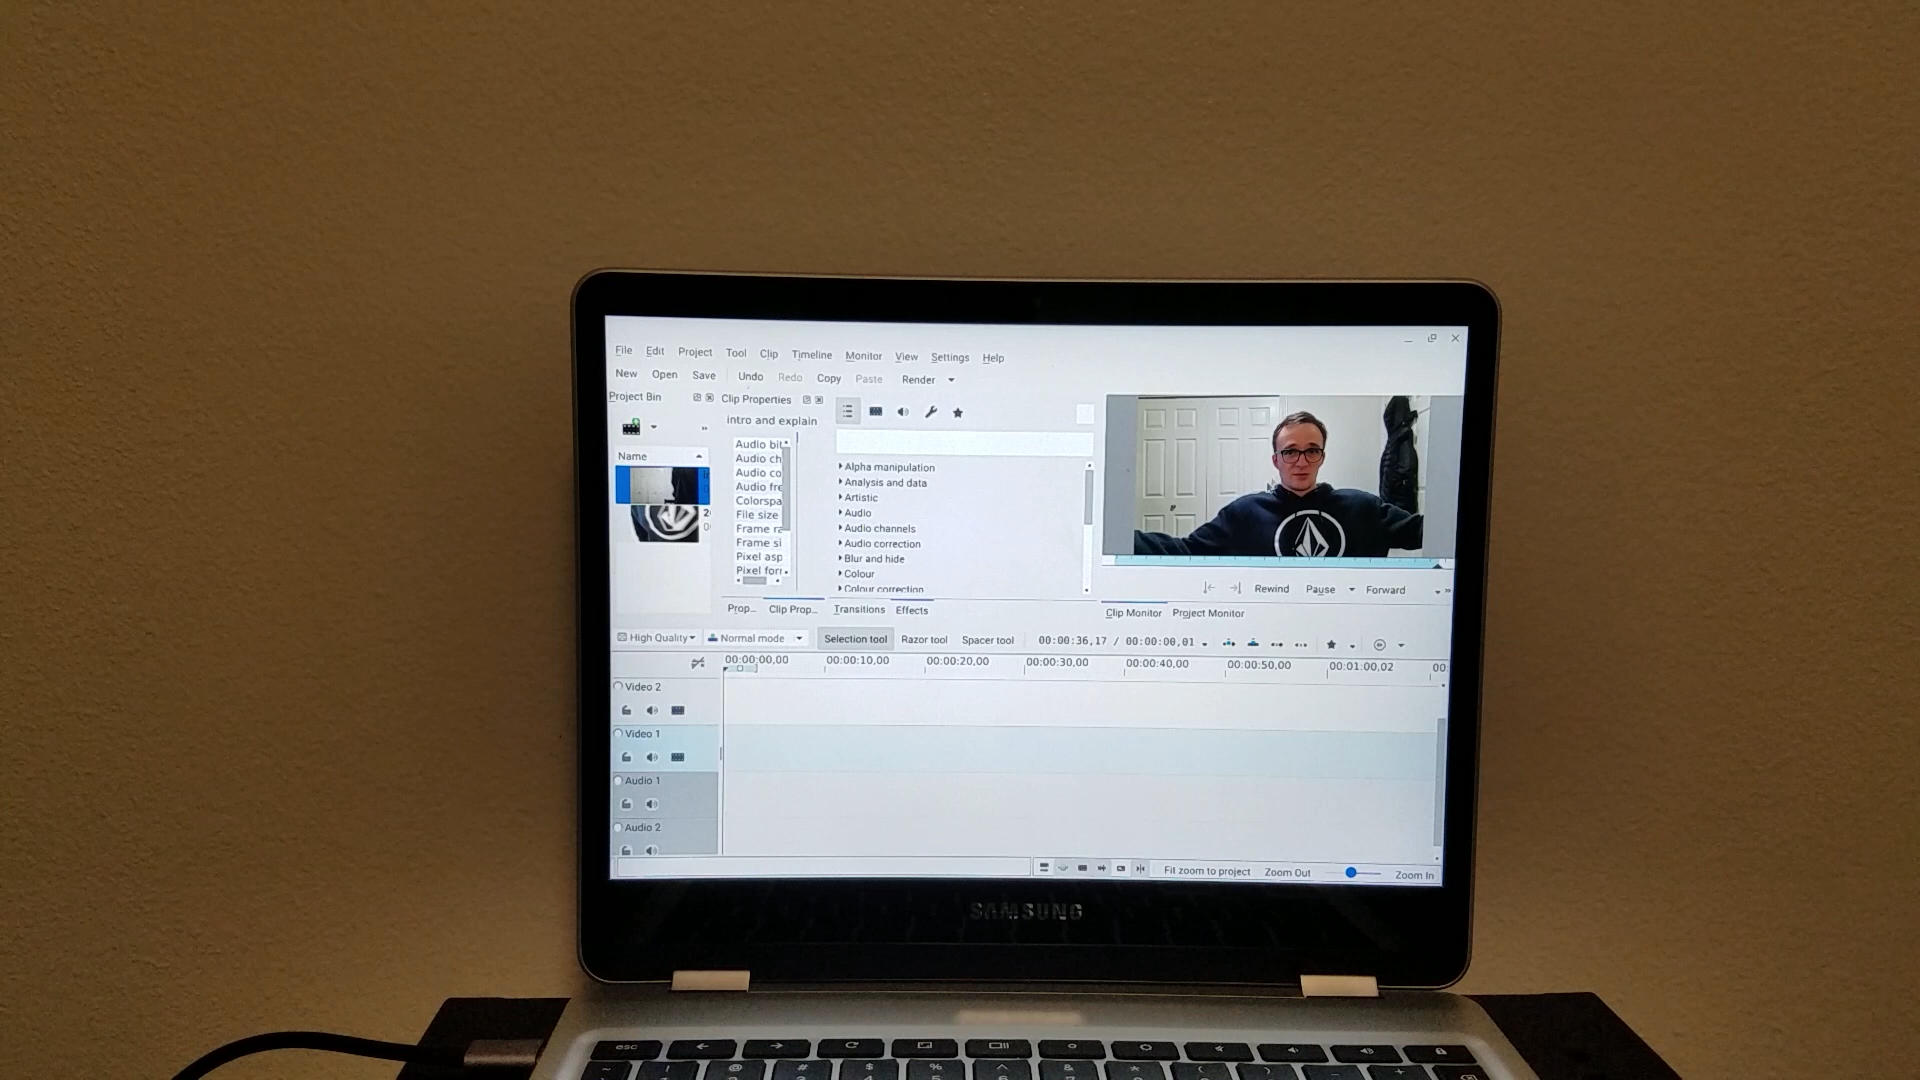 File Edit Project Tool Clip Timeline Monitor View Settings Help
New Open Save Undo Redo Copy Paste Render
Project Bin
Clip Properties
intro and explain
Name
Audio bit
Audio ch
Audio co
Audio fre
Colorspa
File size
Frame ra
Frame si
Pixel asp
Pixel forr
Alpha manipulation
Analysis and data
Artistic
Audio
Audio channels
Audio correction
Blur and hide
Colour
Colour correction
Rewind Pause Forward
Prop... Clip Prop... Transitions Effects
Clip Monitor Project Monitor
High Quality Normal mode Selection tool Razor tool Spacer tool 00:00:36,17 / 00:00:00,01
00:00:00,00 00:00:10,00 00:00:20,00 00:00:30,00 00:00:40,00 00:00:50,00 00:01:00,02 00:
Video 2
Video 1
Audio 1
Audio 2
Fit zoom to project Zoom Out Zoom In
SAMSUNG
esc
~ ! @ # $ % ^ & * ( ) _ +